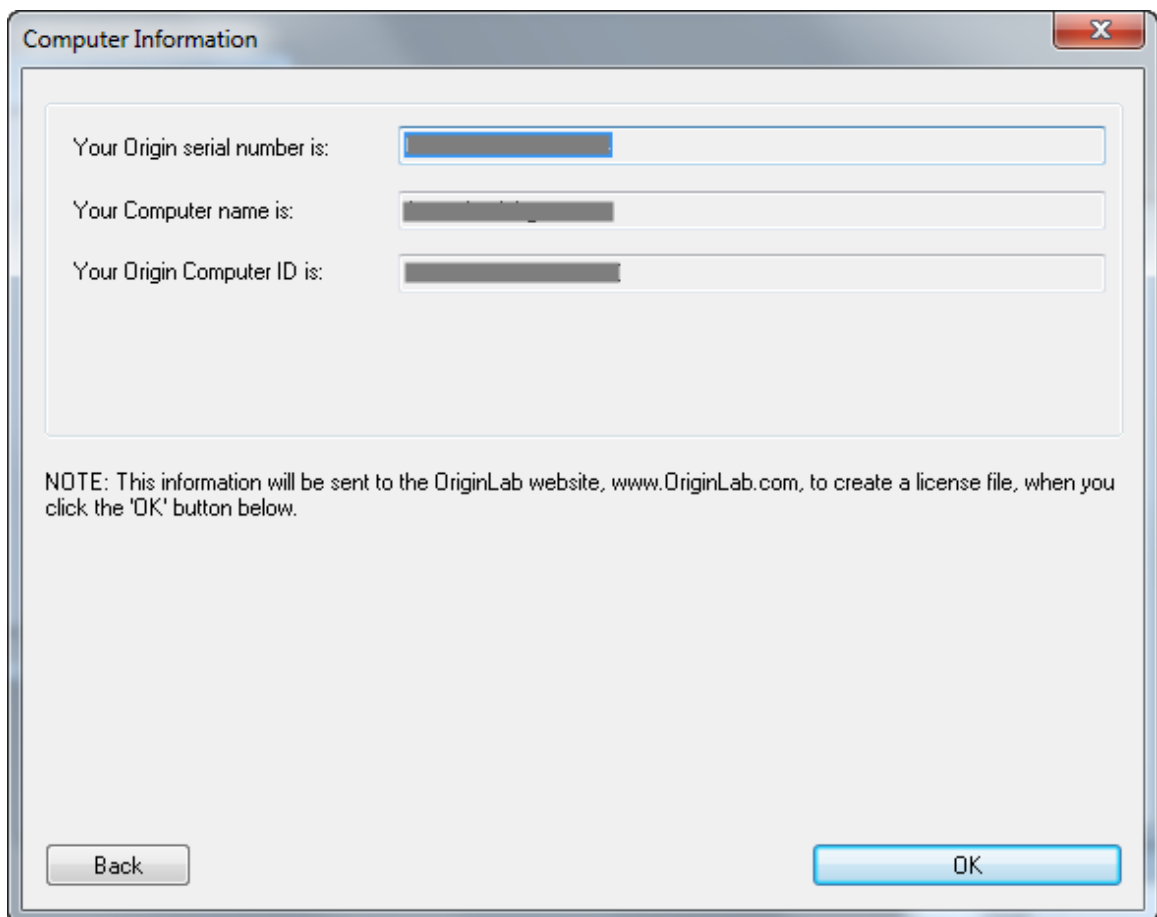 Computer Information
Your Origin serial number is:
Your Computer name is:
Your Origin Computer ID is:
NOTE: This information will be sent to the OriginLab website, www.OriginLab.com, to create a license file, when you
click the 'OK' button below.
Back
OK